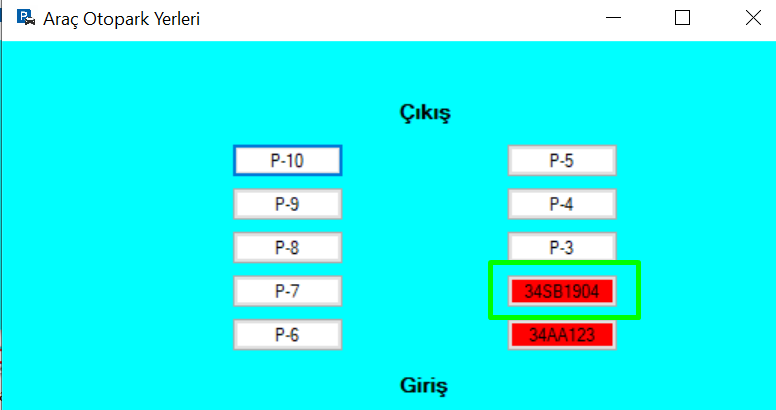 Araç Otopark Yerleri
Çıkış
P-10 P-5
P-9 P-4
P-8 P-3
P-7 34SB1904
P-6 34AA123
Giriş